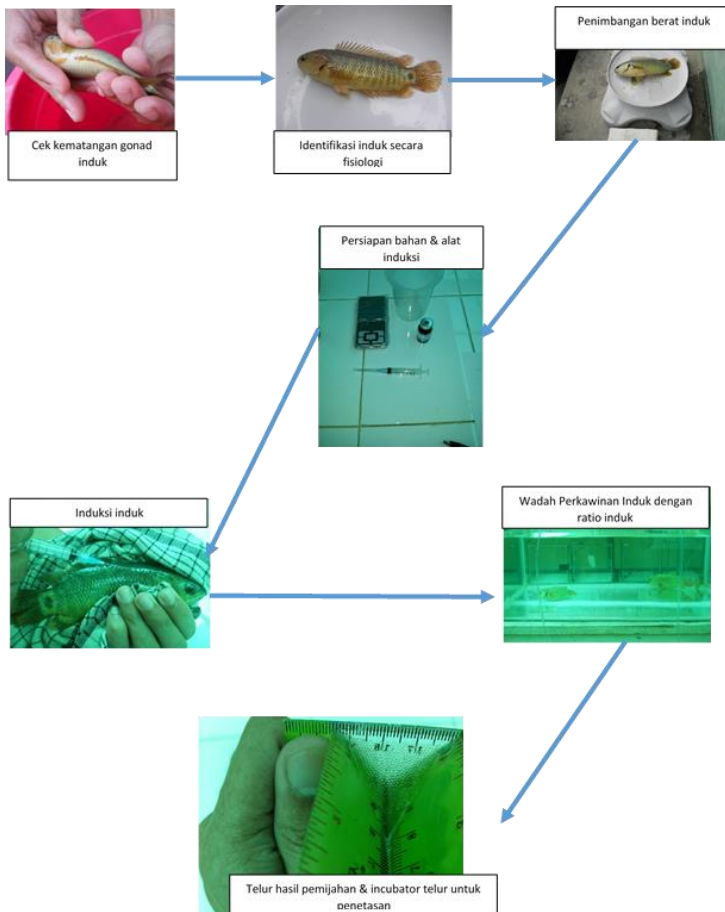 Cek kematangan gonad
induk
Identifikasi induk secara
fisiologi
Penimbangan berat induk
Persiapan bahan & alat
induksi
Induksi induk
Wadah Perkawinan Induk dengan
ratio induk
Telur hasil pemijahan & incubator telur untuk
penetasan